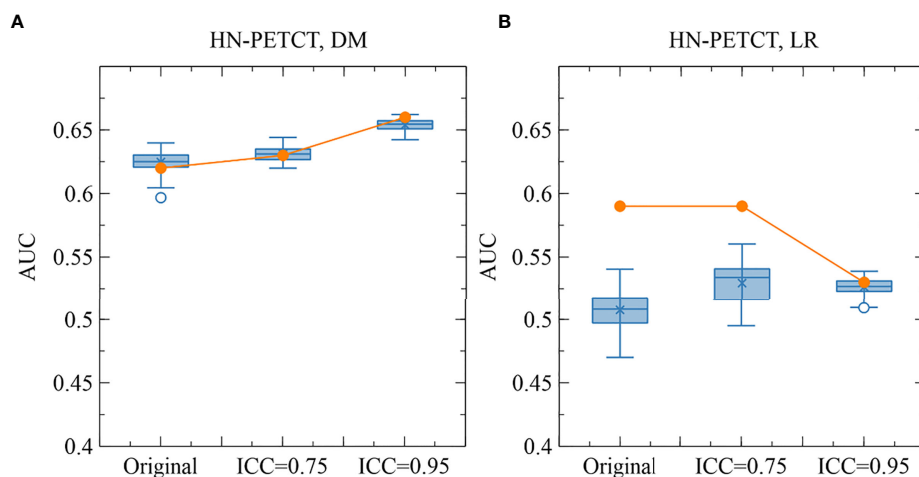 A
HN-PETCT, DM
AUC
0.65
0.6
0.55
0.5
0.45
0.4
Original ICC=0.75 ICC=0.95
B
HN-PETCT, LR
AUC
0.65
0.6
0.55
0.5
0.45
0.4
Original ICC=0.75 ICC=0.95